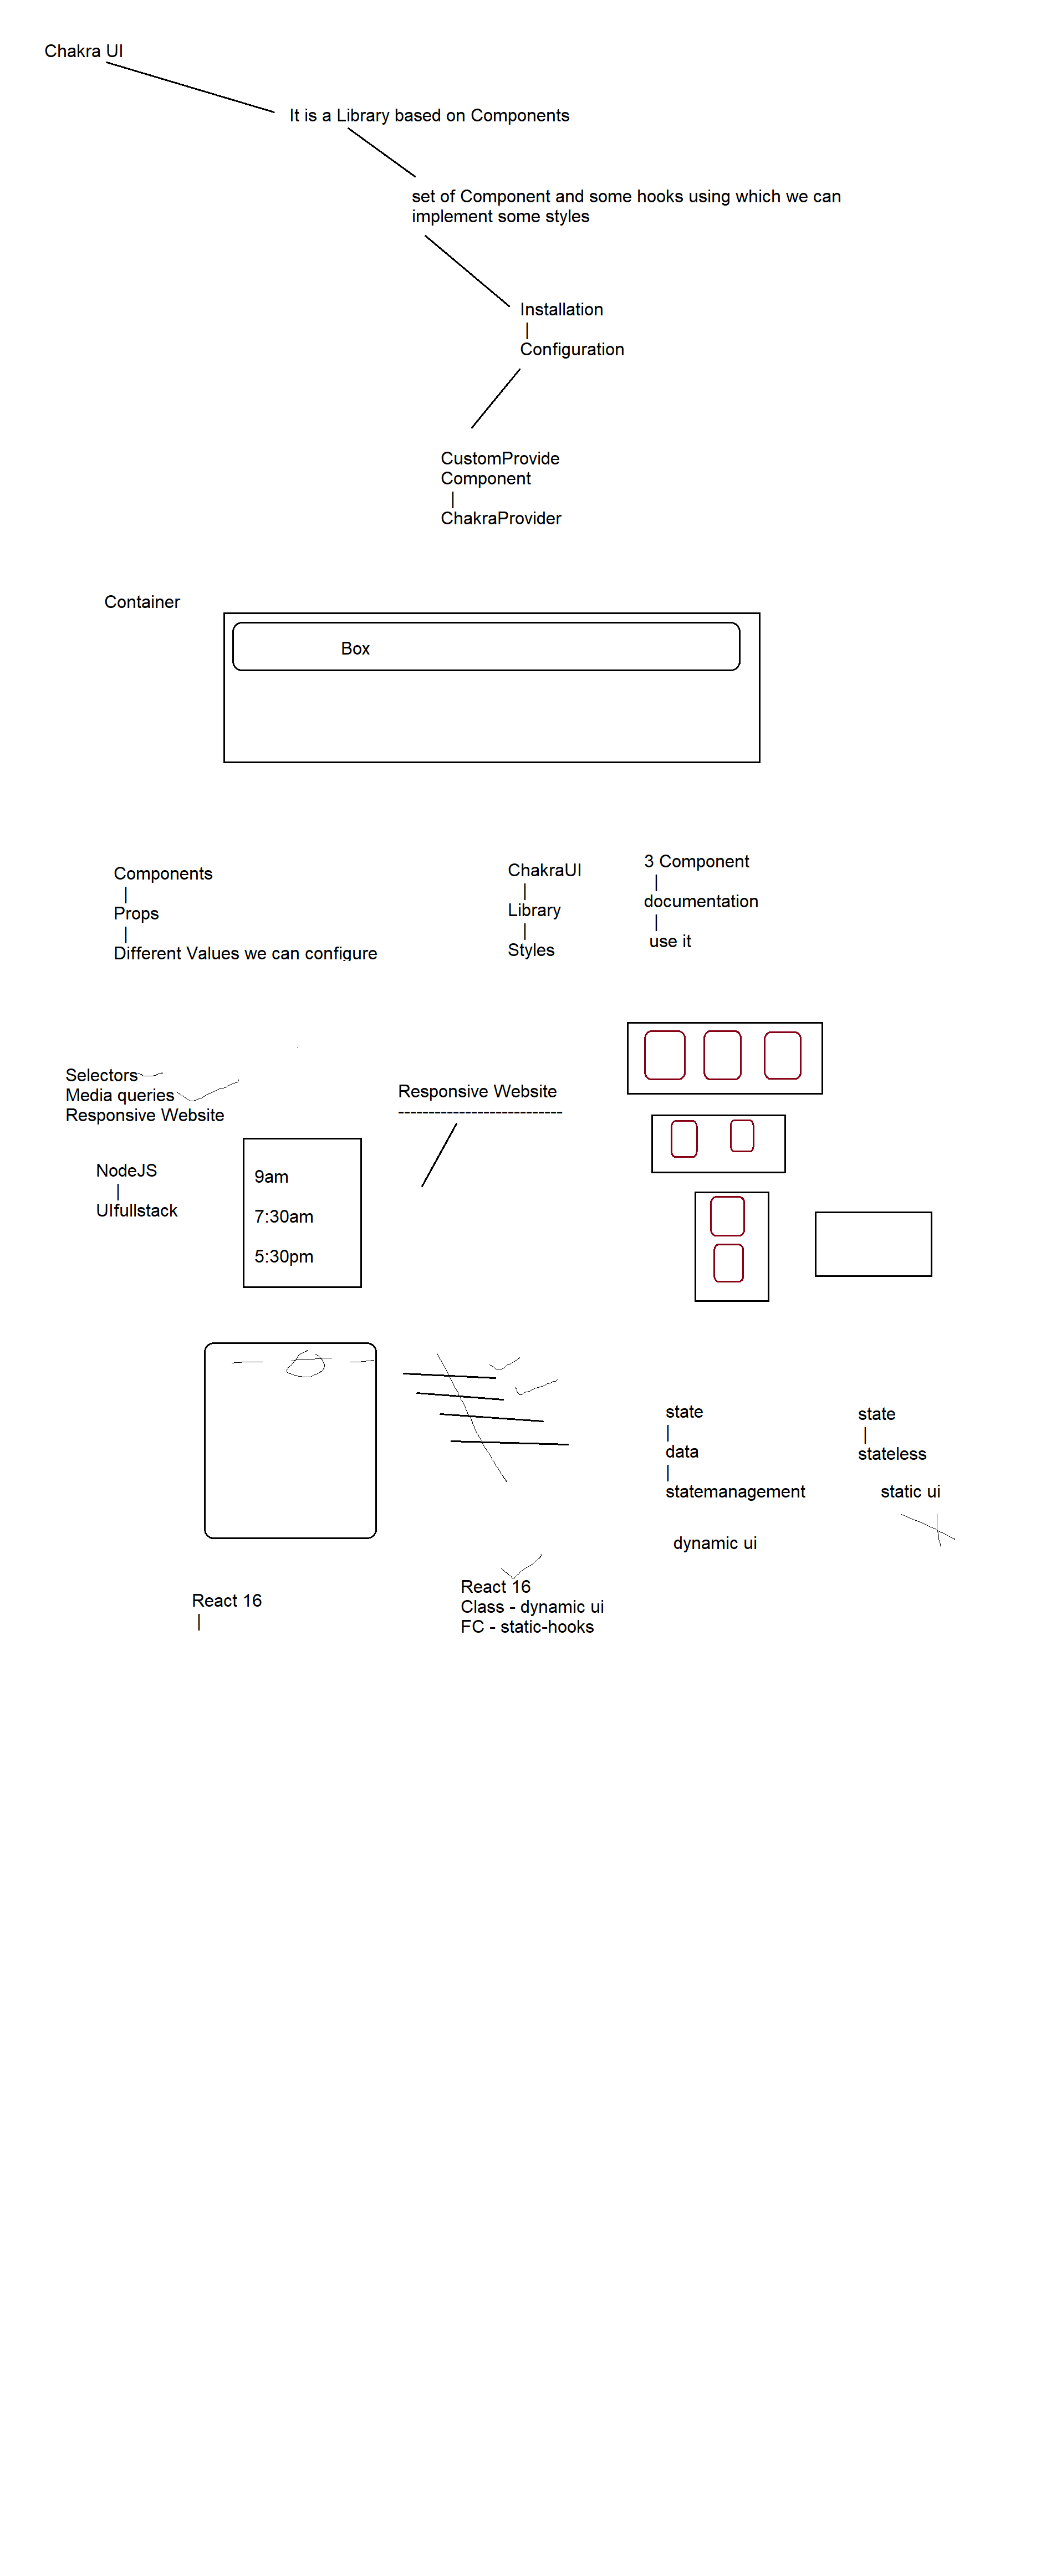 Chakra UI
It is a Library based on Components
set of Component and some hooks using which we can
implement some styles
Installation
|
Configuration
CustomProvide
Component
|
ChakraProvider
Container
Box
Components
|
Props
|
Different Values we can configure
ChakraUI
|
Library
|
Styles
3 Component
|
documentation
|
use it
Selectors
Media queries
Responsive Website
NodeJS
|
UIfullstack
9am
7:30am
5:30pm
Responsive Website
---------------------------
state
|
data
|
statemanagement
dynamic ui
state
|
stateless
static ui
React 16
|
React 16
Class - dynamic ui
FC - static-hooks